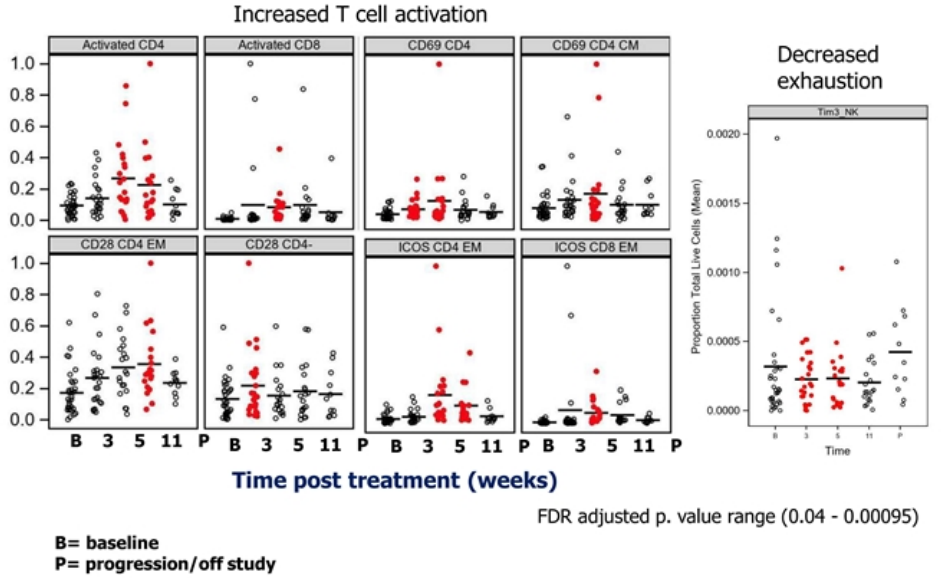 Increased T cell activation
Activated CD4 Activated CD8 CD69 CD4 CD69 CD4 CM
1.0
0.8
0.6
0.4
0.2
0.0
CD28 CD4 EM CD28 CD4- ICOS CD4 EM ICOS CD8 EM
1.0
0.8
0.6
0.4
0.2
0.0
B 3 5 11 P B 3 5 11 P B 3 5 11 P B 3 5 11 P
Time post treatment (weeks)
Decreased
exhaustion
Tim3_NK
Proportion Total Live Cells (Mean)
0.0020
0.0015
0.0010
0.0005
0.0000
B 3 5 11 P
Time
FDR adjusted p. value range (0.04 - 0.00095)
B= baseline
P= progression/off study